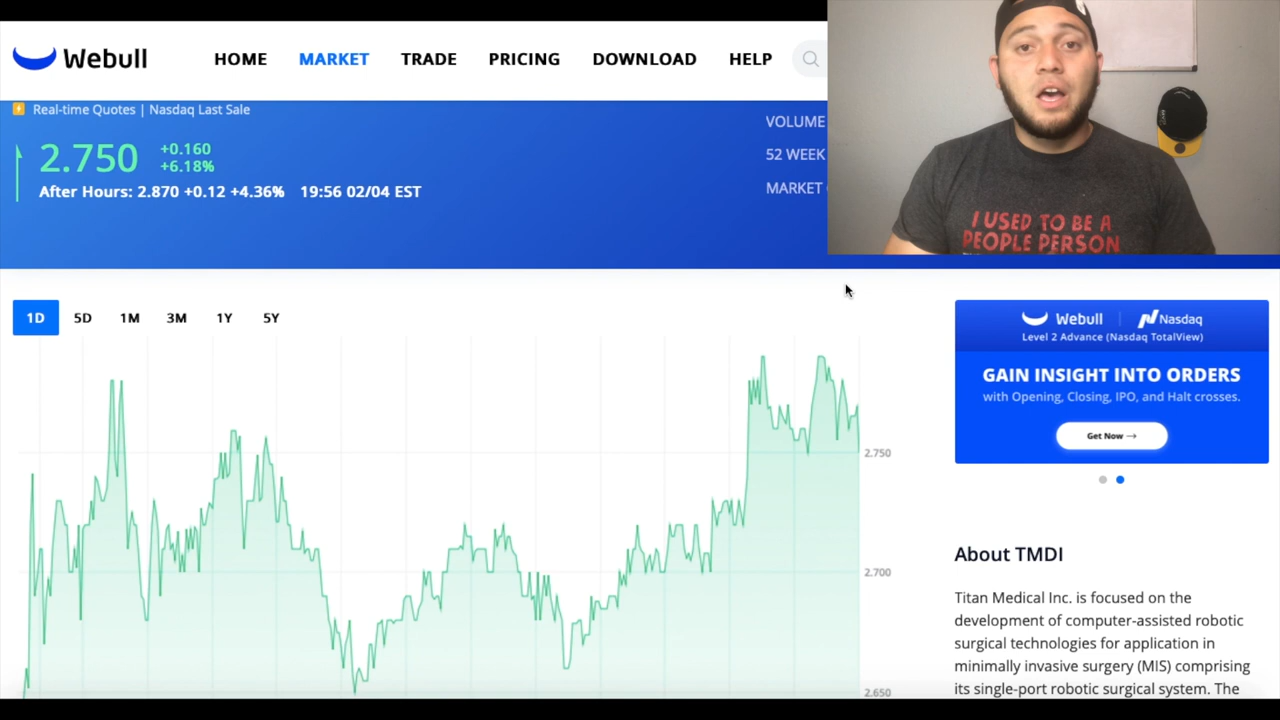 Webull
HOME MARKET TRADE PRICING DOWNLOAD HELP
Real-time Quotes | Nasdaq Last Sale
2.750
+0.160
+6.18%
After Hours: 2.870 +0.12 +4.36% 19:56 02/04 EST
VOLUME
52 WEEK
MARKET
I USED TO BE A
PEOPLE PERSON
1D 5D 1M 3M 1Y 5Y
2.750
2.700
2.650
Webull | Nasdaq
Level 2 Advance (Nasdaq TotalView)
GAIN INSIGHT INTO ORDERS
with Opening, Closing, IPO, and Halt crosses.
Get Now →
About TMDI
Titan Medical Inc. is focused on the
development of computer-assisted robotic
surgical technologies for application in
minimally invasive surgery (MIS) comprising
its single-port robotic surgical system. The